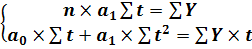 n × a₁ ∑ t = ∑ Y
a₀ × ∑ t + a₁ × ∑ t² = ∑ Y × t